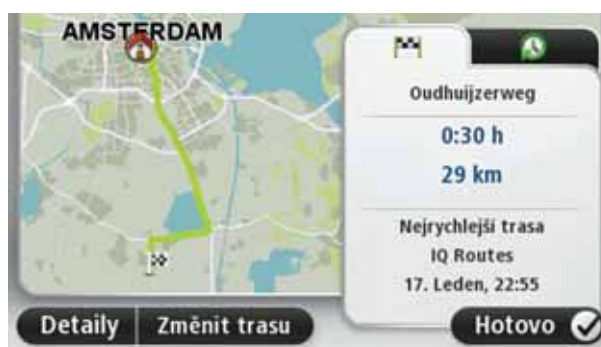 AMSTERDAM
Oudhuijzerweg
0:30 h
29 km
Nejrychlejší trasa
IQ Routes
17. Leden, 22:55
Detaily
Změnit trasu
Hotovo